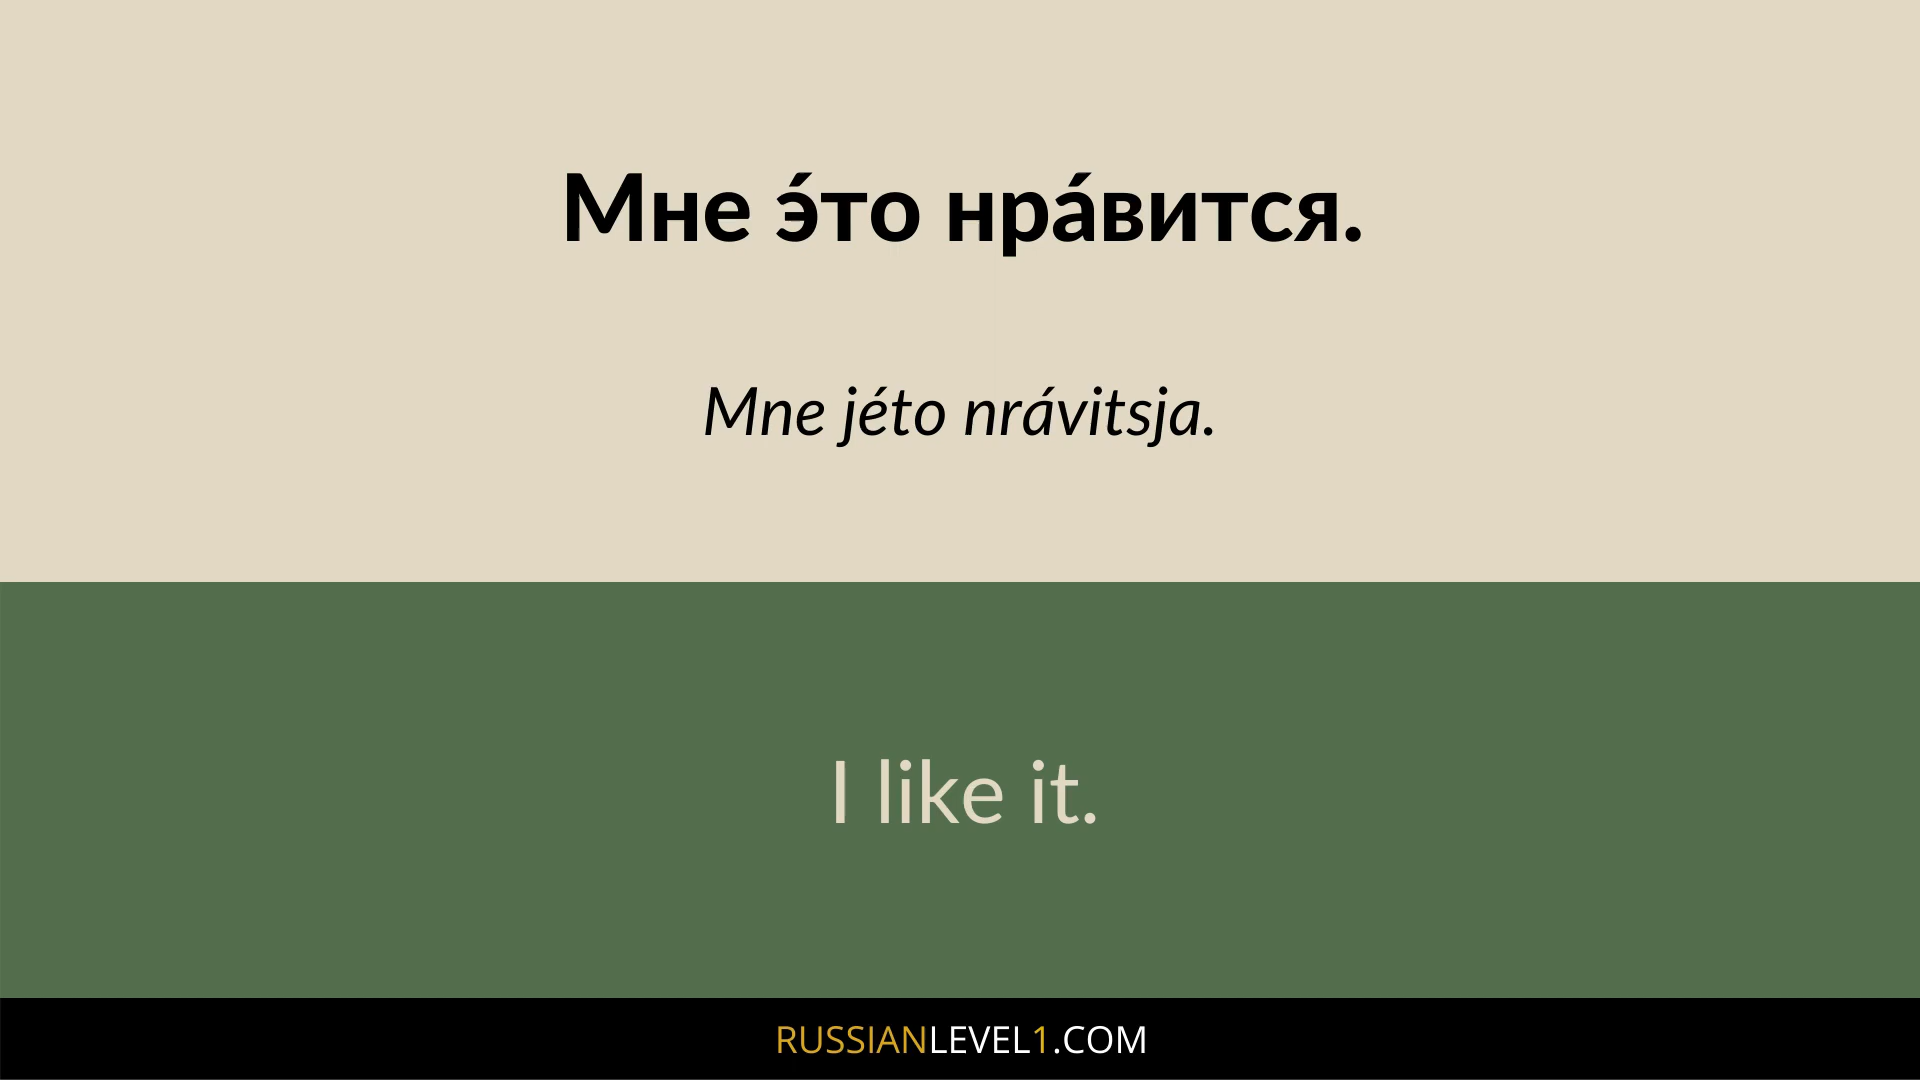 Мне э́то нра́вится.
Mne jéto nrávitsja.
I like it.
RUSSIANLEVEL1.COM